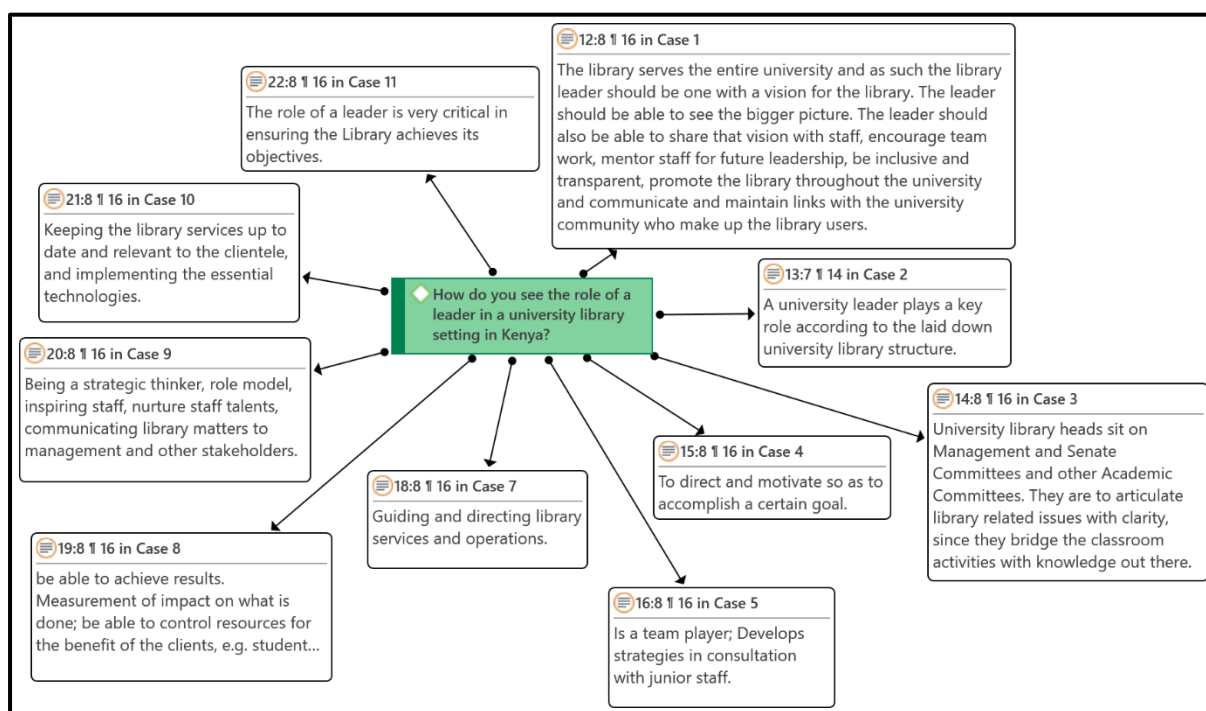 12:8 ¶ 16 in Case 1
The library serves the entire university and as such the library
leader should be one with a vision for the library. The leader
should be able to see the bigger picture. The leader should
also be able to share that vision with staff, encourage team
work, mentor staff for future leadership, be inclusive and
transparent, promote the library throughout the university
and communicate and maintain links with the university
community who make up the library users.
22:8 ¶ 16 in Case 11
The role of a leader is very critical in
ensuring the Library achieves its
objectives.
21:8 ¶ 16 in Case 10
Keeping the library services up to
date and relevant to the clientele,
and implementing the essential
technologies.
How do you see the role of a
leader in a university library
setting in Kenya?
13:7 ¶ 14 in Case 2
A university leader plays a key
role according to the laid down
university library structure.
20:8 ¶ 16 in Case 9
Being a strategic thinker, role model,
inspiring staff, nurture staff talents,
communicating library matters to
management and other stakeholders.
14:8 ¶ 16 in Case 3
University library heads sit on
Management and Senate
Committees and other Academic
Committees. They are to articulate
library related issues with clarity,
since they bridge the classroom
activities with knowledge out there.
15:8 ¶ 16 in Case 4
To direct and motivate so as to
accomplish a certain goal.
18:8 ¶ 16 in Case 7
Guiding and directing library
services and operations.
19:8 ¶ 16 in Case 8
be able to achieve results.
Measurement of impact on what is
done; be able to control resources for
the benefit of the clients, e.g. student...
16:8 ¶ 16 in Case 5
Is a team player; Develops
strategies in consultation
with junior staff.